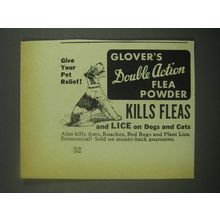 Give
Your
Pet
Relief!
GLOVER'S
Double Action
FLEA
POWDER
KILLS FLEAS
and LICE on Dogs and Cats
Also kills Ants, Roaches, Bed Bugs and Plant Lice.
Economical! Sold on money-back guarantee.
52